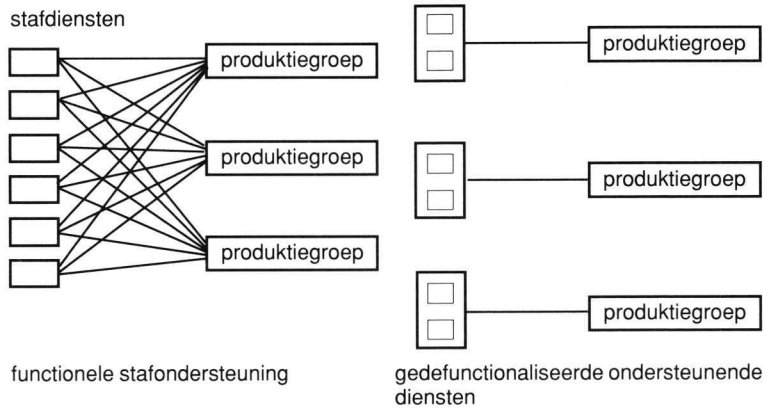 stafdiensten
produktiegroep
produktiegroep
produktiegroep
functionele stafondersteuning
produktiegroep
produktiegroep
produktiegroep
gedefunctionaliseerde ondersteunende
diensten